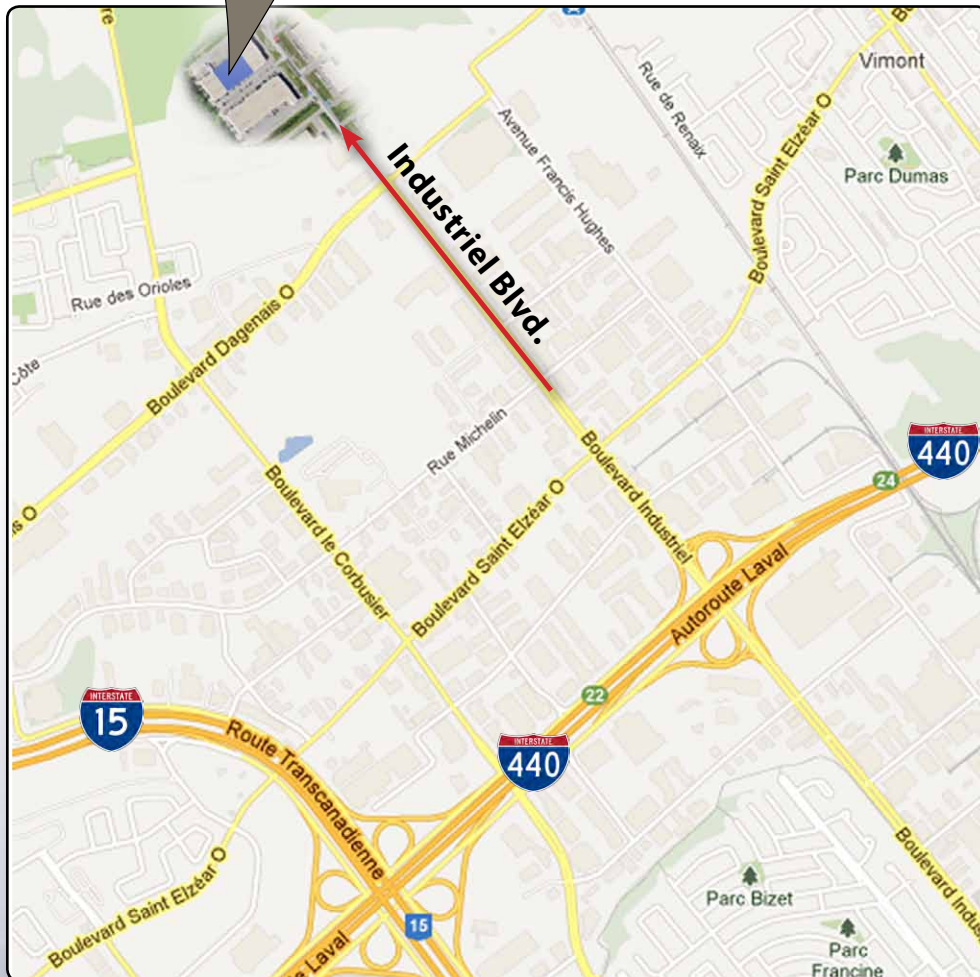 Vimont
Rue de Renaix
Boulevard Saint Elzéar O
Parc Dumas
Avenue Francis Hughes
Industriel Blvd.
Rue des Orioles
Boulevard Dagenais O
Côte
Rue Michelin
INTERSTATE
440
24
Boulevard Industriel
Boulevard le Corbusier
Boulevard Saint Elzéar O
Autoroute Laval
22
INTERSTATE
15
Route Transcanadienne
INTERSTATE
440
Boulevard Indus
Boulevard Saint Elzéar O
15
e Laval
Parc Bizet
Parc
Francine